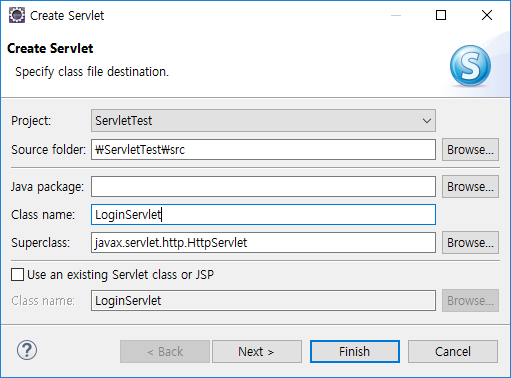 Create Servlet
Create Servlet
Specify class file destination.
S
Project: ServletTest
Source folder: ₩ServletTest₩src Browse...
Java package: Browse...
Class name: LoginServlet
Superclass: javax.servlet.http.HttpServlet Browse...
Use an existing Servlet class or JSP
Class name: LoginServlet Browse...
? < Back Next > Finish Cancel